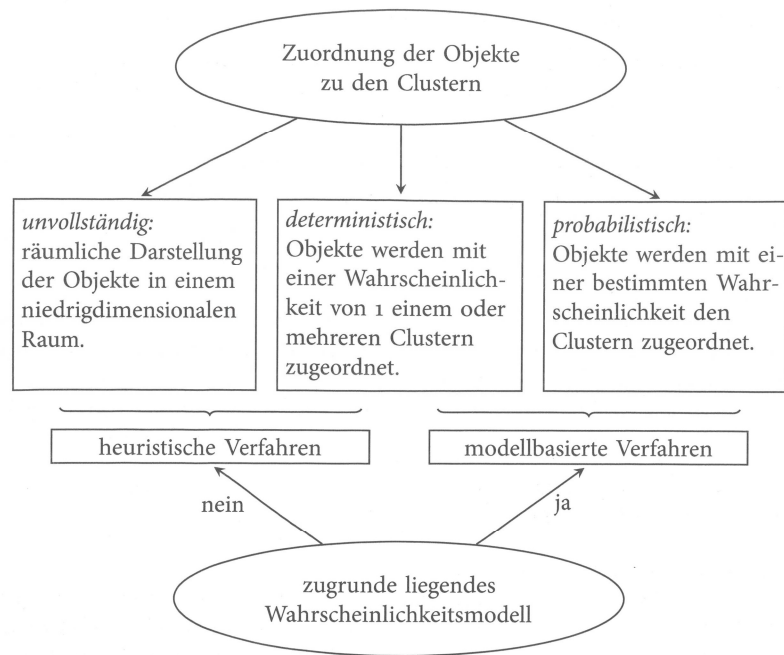 Zuordnung der Objekte
zu den Clustern
unvollständig:
räumliche Darstellung
der Objekte in einem
niedrigdimensionalen
Raum.
deterministisch:
Objekte werden mit
einer Wahrscheinlich-
keit von 1 einem oder
mehreren Clustern
zugeordnet.
probabilistisch:
Objekte werden mit ei-
ner bestimmten Wahr-
scheinlichkeit den
Clustern zugeordnet.
heuristische Verfahren
modellbasierte Verfahren
nein
ja
zugrunde liegendes
Wahrscheinlichkeitsmodell